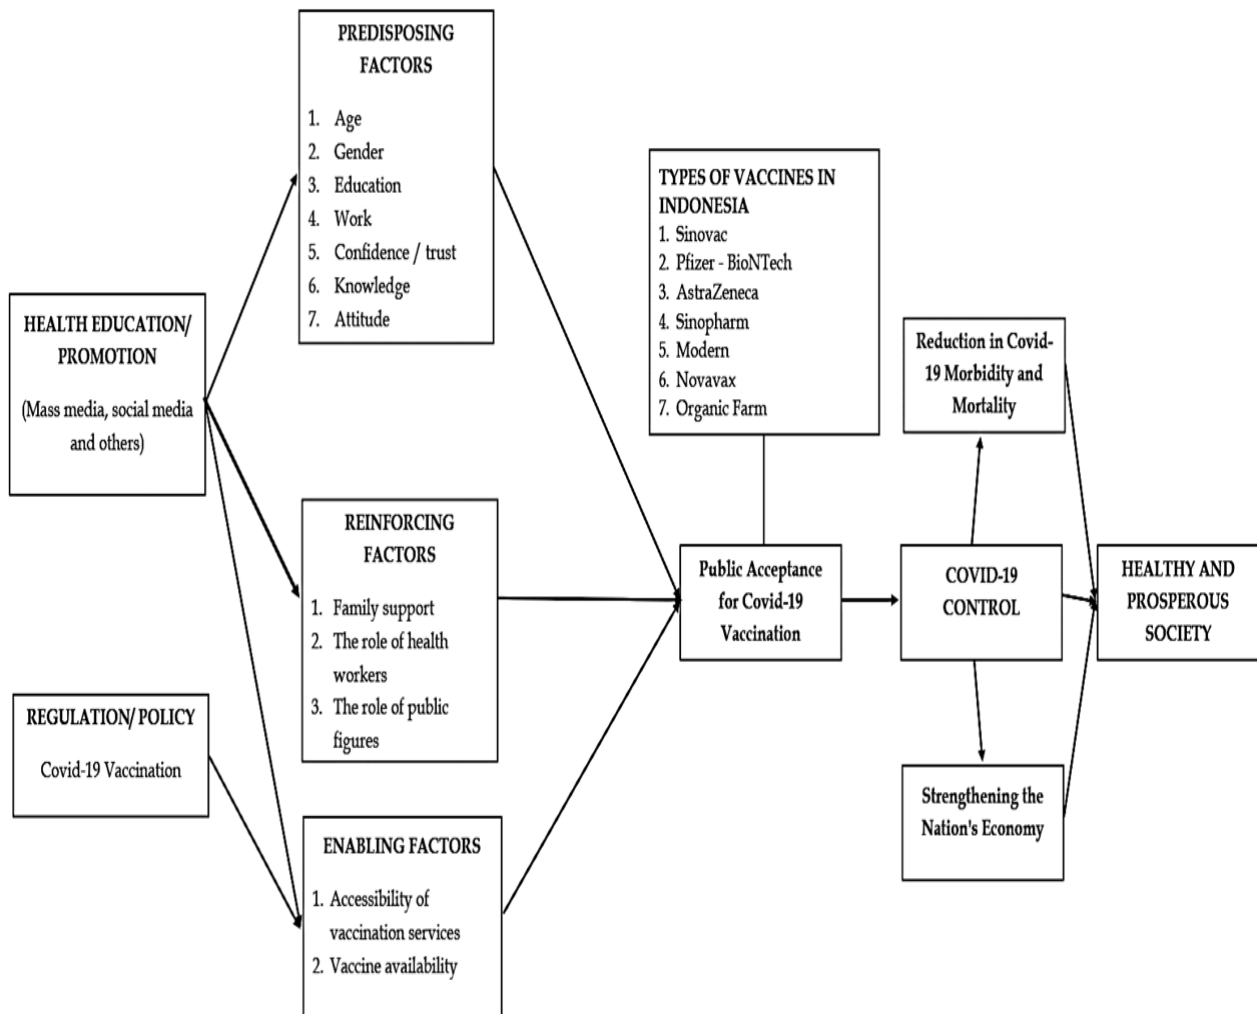 PREDISPOSING
FACTORS
1. Age
2. Gender
3. Education
4. Work
5. Confidence / trust
6. Knowledge
7. Attitude
HEALTH EDUCATION/
PROMOTION
(Mass media, social media
and others)
REINFORCING
FACTORS
1. Family support
2. The role of health
workers
3. The role of public
figures
REGULATION/ POLICY
Covid-19 Vaccination
ENABLING FACTORS
1. Accessibility of
vaccination services
2. Vaccine availability
TYPES OF VACCINES IN
INDONESIA
1. Sinovac
2. Pfizer - BioNTech
3. AstraZeneca
4. Sinopharm
5. Modern
6. Novavax
7. Organic Farm
Public Acceptance
for Covid-19
Vaccination
Reduction in Covid-
19 Morbidity and
Mortality
COVID-19
CONTROL
Strengthening the
Nation's Economy
HEALTHY AND
PROSPEROUS
SOCIETY